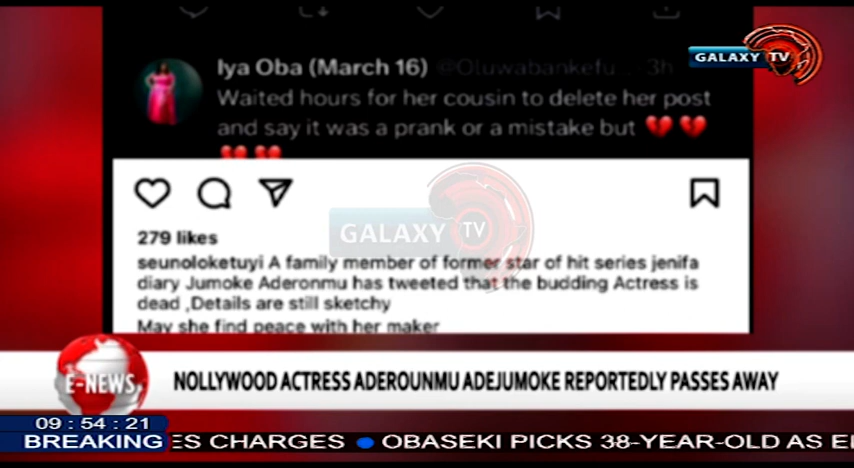 Iya Oba (March 16) @Oluwabankefu... 3h
GALAXY TV
Waited hours for her cousin to delete her post
and say it was a prank or a mistake but 💔 💔
💔 💔
GALAXY TV
279 likes
seunoloketuyi A family member of former star of hit series jenifa
diary Jumoke Aderonmu has tweeted that the budding Actress is
dead ,Details are still sketchy
May she find peace with her maker
E-NEWS
NOLLYWOOD ACTRESS ADEROUNMU ADEJUMOKE REPORTEDLY PASSES AWAY
09 : 54 : 21
BREAKING ES CHARGES ● OBASEKI PICKS 38-YEAR-OLD AS